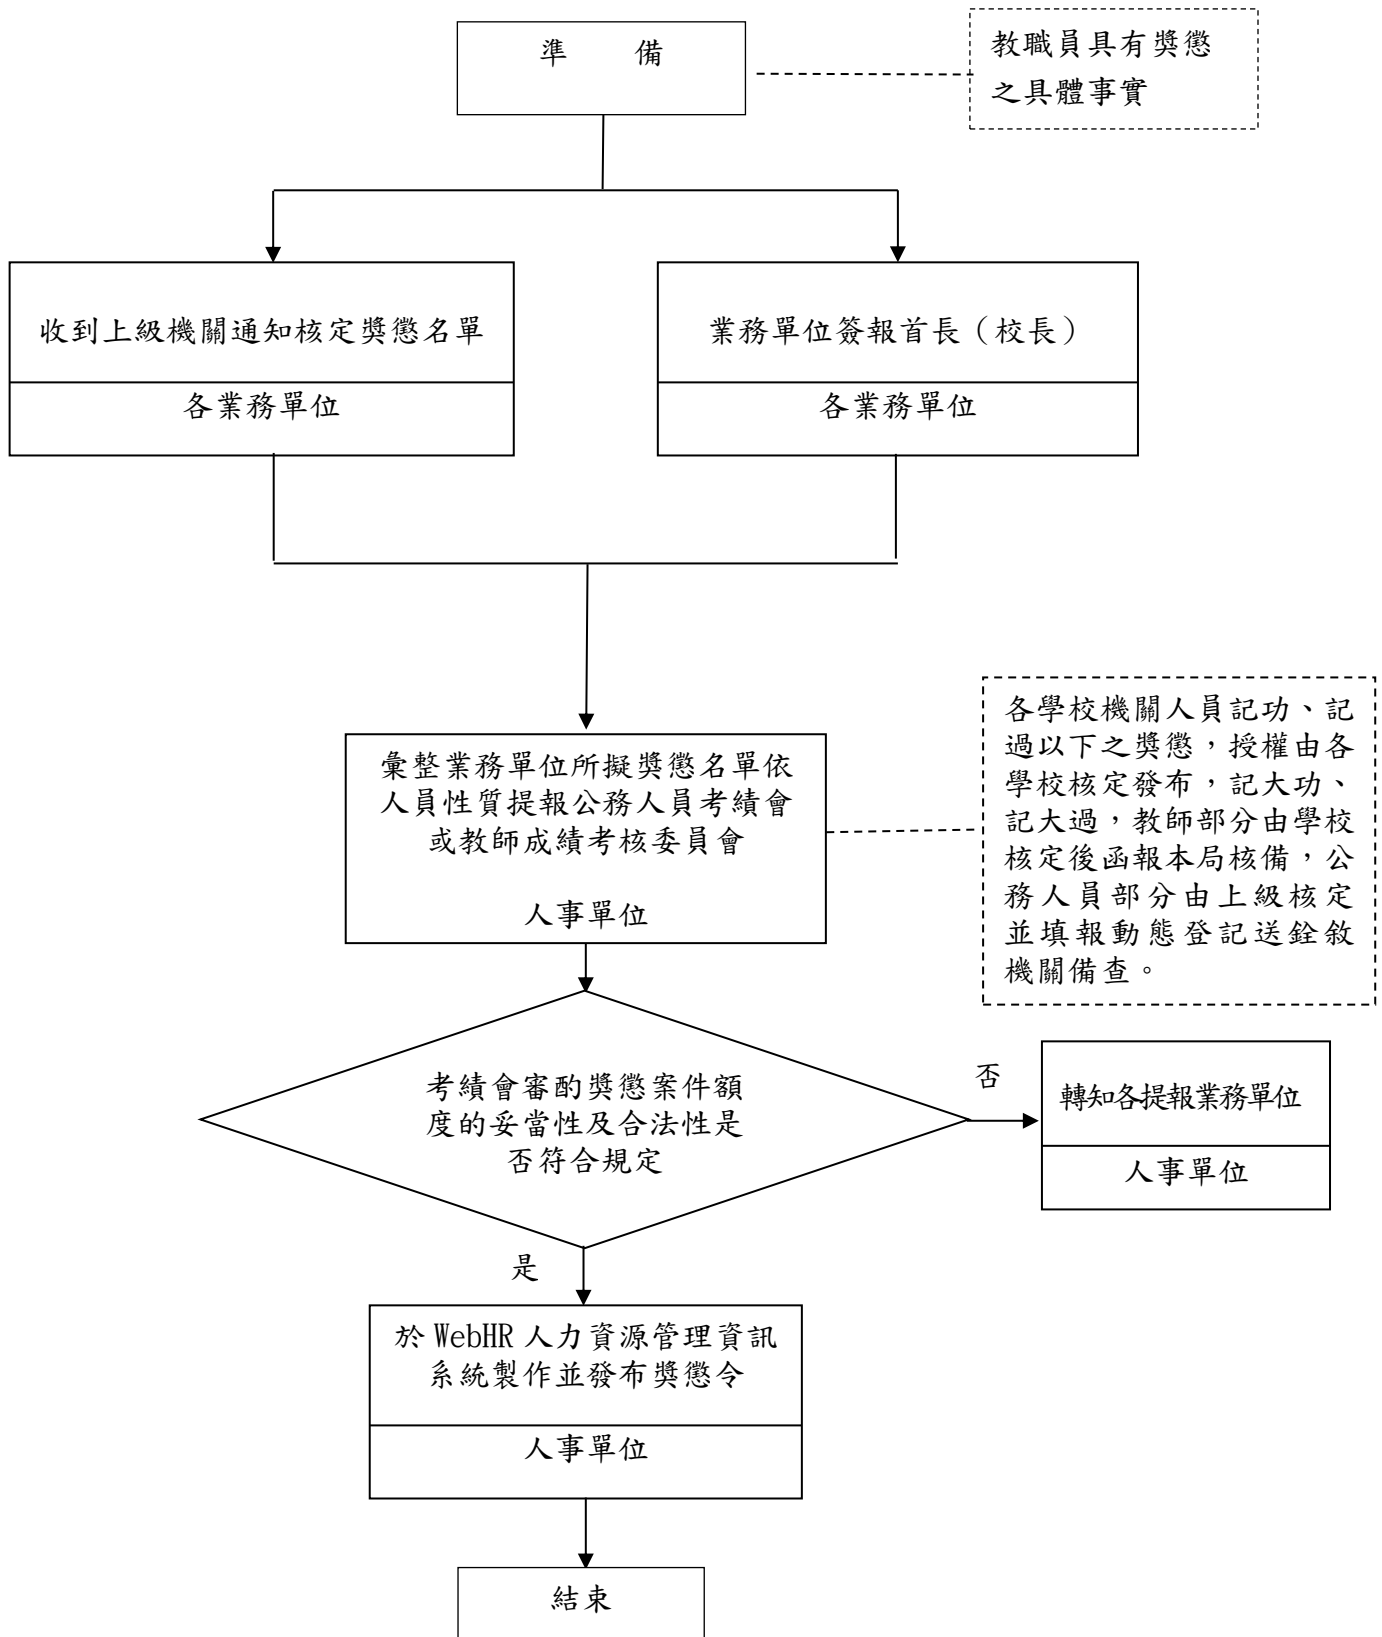 準　　備
教職員具有獎懲
之具體事實
收到上級機關通知核定獎懲名單
各業務單位
業務單位簽報首長（校長）
各業務單位
彙整業務單位所擬獎懲名單依
人員性質提報公務人員考績會
或教師成績考核委員會
人事單位
各學校機關人員記功、記
過以下之獎懲，授權由各
學校核定發布，記大功、
記大過，教師部分由學校
核定後函報本局核備，公
務人員部分由上級核定
並填報動態登記送銓敘
機關備查。
考績會審酌獎懲案件額
度的妥當性及合法性是
否符合規定
否
轉知各提報業務單位
人事單位
是
於 WebHR 人力資源管理資訊
系統製作並發布獎懲令
人事單位
結束